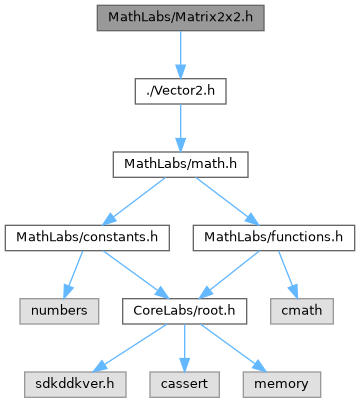 MathLabs/Matrix2x2.h
./Vector2.h
MathLabs/math.h
MathLabs/constants.h
MathLabs/functions.h
numbers
CoreLabs/root.h
cmath
sdkddkver.h
cassert
memory